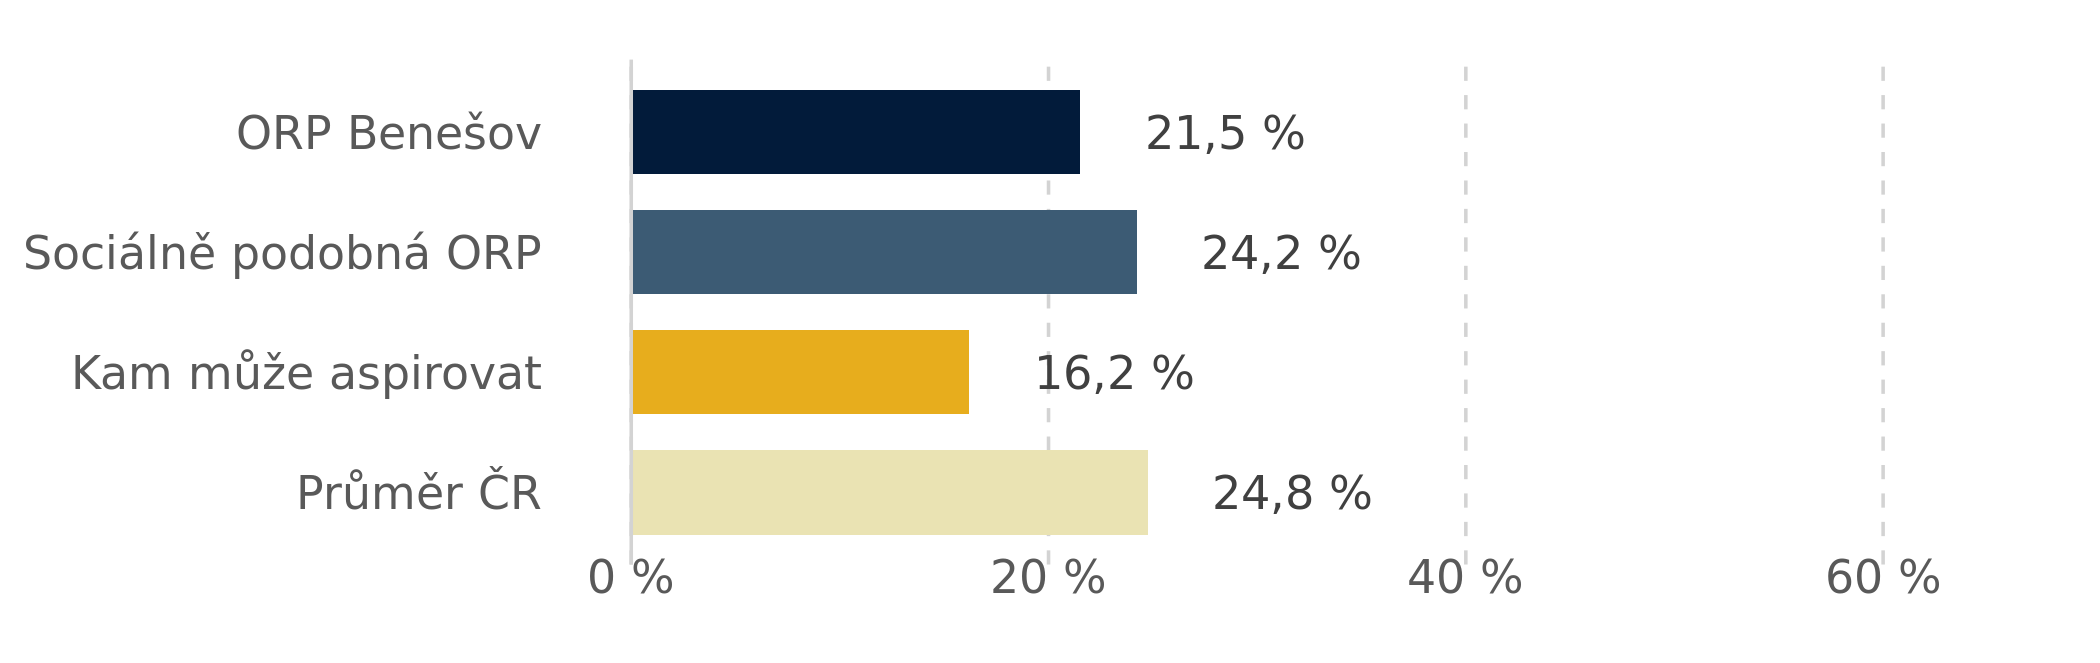 ORP Benešov 21,5 %
Sociálně podobná ORP 24,2 %
Kam může aspirovat 16,2 %
Průměr ČR 24,8 %
0 % 20 % 40 % 60 %